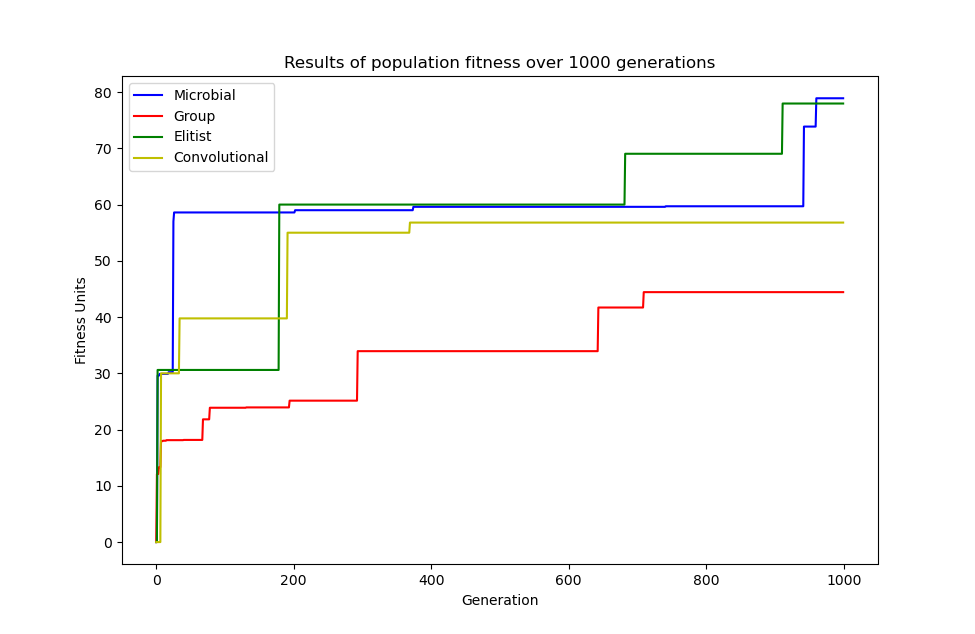 Results of population fitness over 1000 generations
Microbial
Group
Elitist
Convolutional
80
70
60
50
40
30
20
10
0
Fitness Units
0 200 400 600 800 1000
Generation